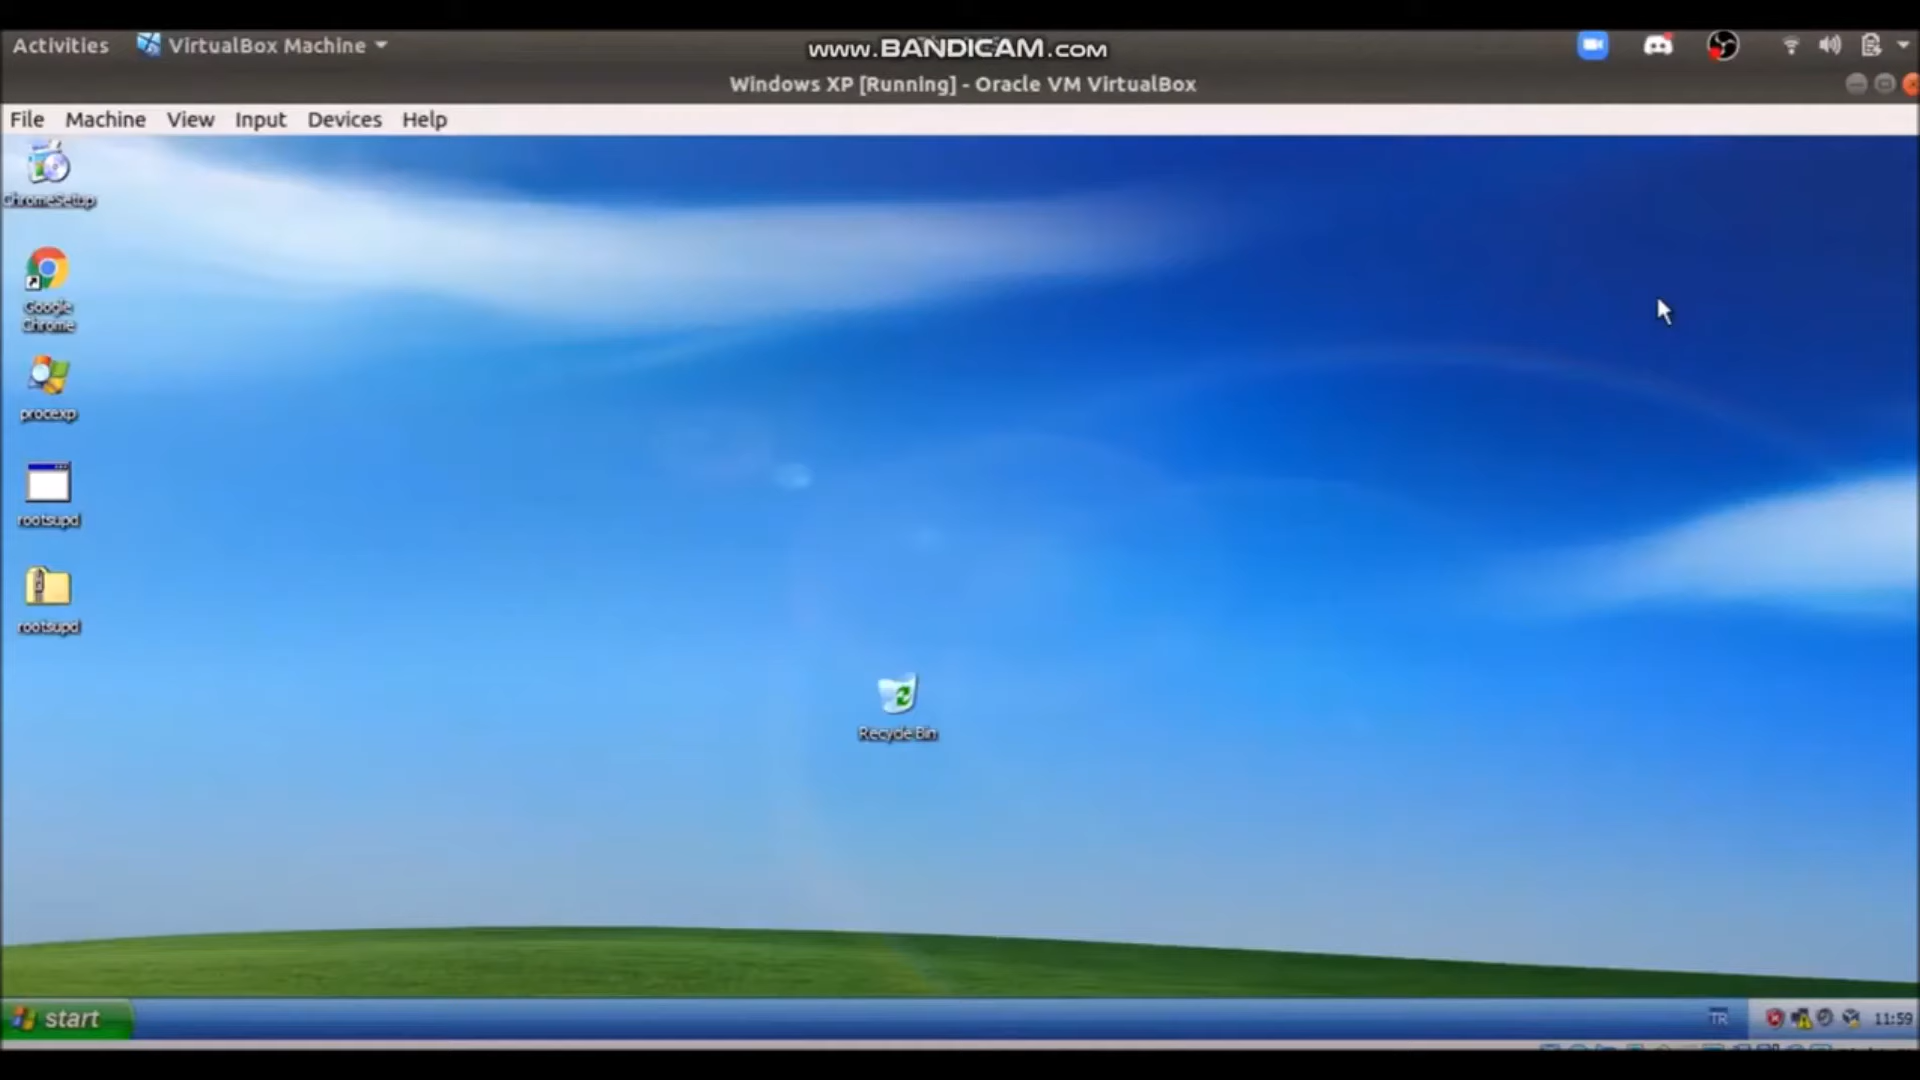 Activities
VirtualBox Machine
www.BANDICAM.com
Windows XP [Running] - Oracle VM VirtualBox
File Machine View Input Devices Help
ChromeSetup
Google
Chrome
procexp
rootsupd
rootsupd
Recycle Bin
start
TR
11:59